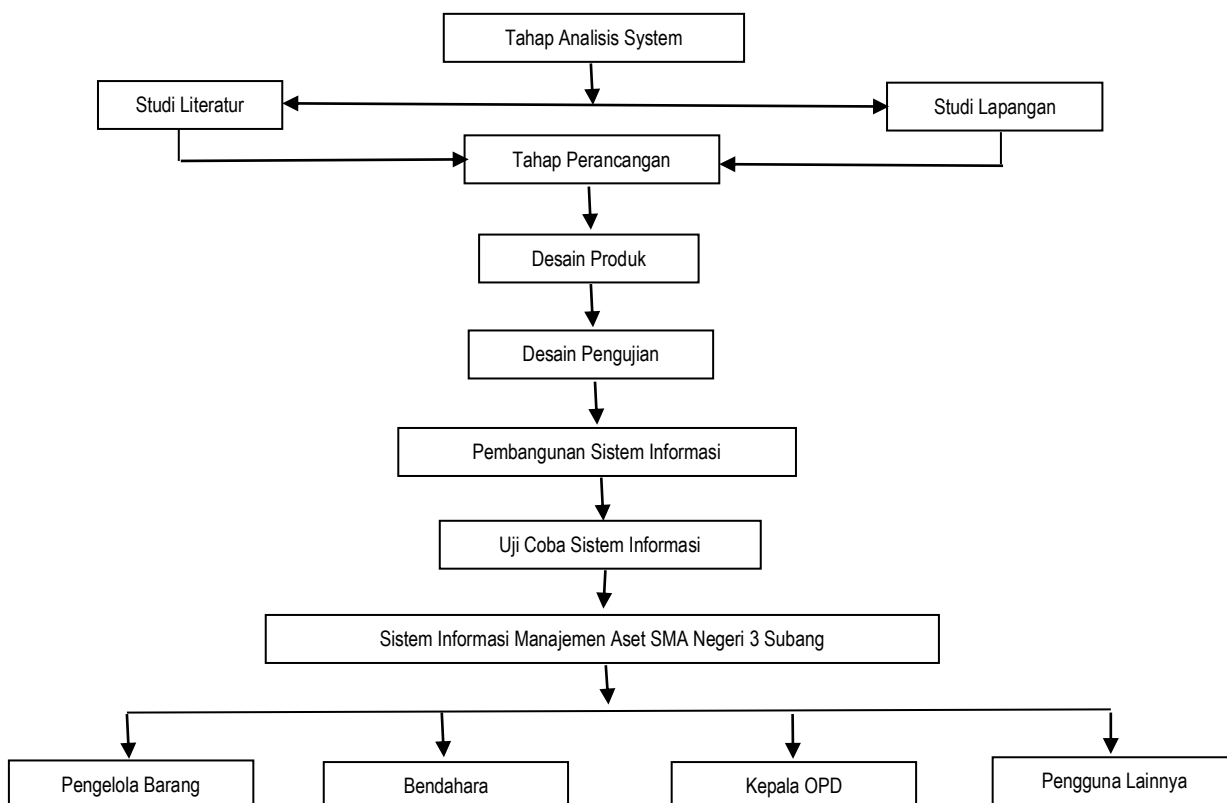 Tahap Analisis System
Studi Literatur
Studi Lapangan
Tahap Perancangan
Desain Produk
Desain Pengujian
Pembangunan Sistem Informasi
Uji Coba Sistem Informasi
Sistem Informasi Manajemen Aset SMA Negeri 3 Subang
Pengelola Barang
Bendahara
Kepala OPD
Pengguna Lainnya